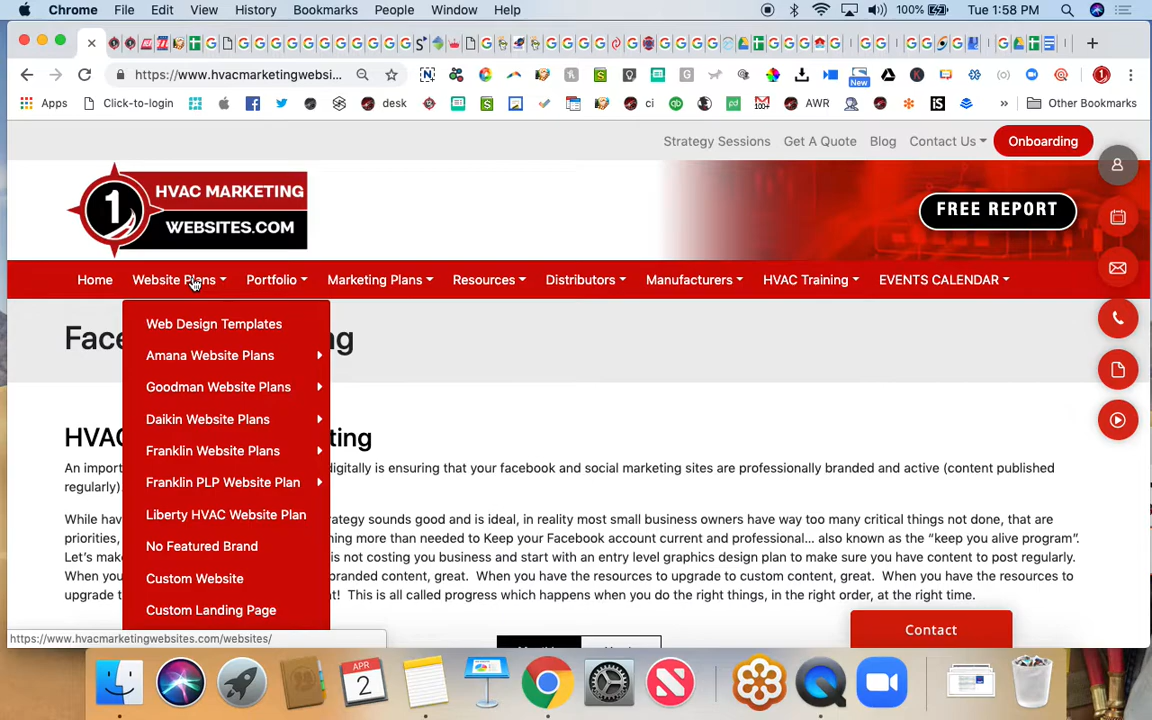 Chrome File Edit View History Bookmarks People Window Help 100% Tue 1:58 PM
https://www.hvacmarketingwebsi...
New
Apps Click-to-login desk ci 100+ AWR iS » Other Bookmarks
Strategy Sessions Get A Quote Blog Contact Us Onboarding
1 HVAC MARKETING
WEBSITES.COM
FREE REPORT
Home Website Plans Portfolio Marketing Plans Resources Distributors Manufacturers HVAC Training EVENTS CALENDAR
Web Design Templates
Amana Website Plans
Goodman Website Plans
Daikin Website Plans
Franklin Website Plans
Franklin PLP Website Plan
Liberty HVAC Website Plan
No Featured Brand
Custom Website
Custom Landing Page
Face ng
HVAC ting
An import digitally is ensuring that your facebook and social marketing sites are professionally branded and active (content published
regularly).
While hav rategy sounds good and is ideal, in reality most small business owners have way too many critical things not done, that are
priorities, ning more than needed to Keep your Facebook account current and professional… also known as the “keep you alive program”.
Let’s make is not costing you business and start with an entry level graphics design plan to make sure you have content to post regularly.
When you branded content, great. When you have the resources to upgrade to custom content, great. When you have the resources to
upgrade t t! This is all called progress which happens when you do the right things, in the right order, at the right time.
Contact
https://www.hvacmarketingwebsites.com/websites/
APR
2